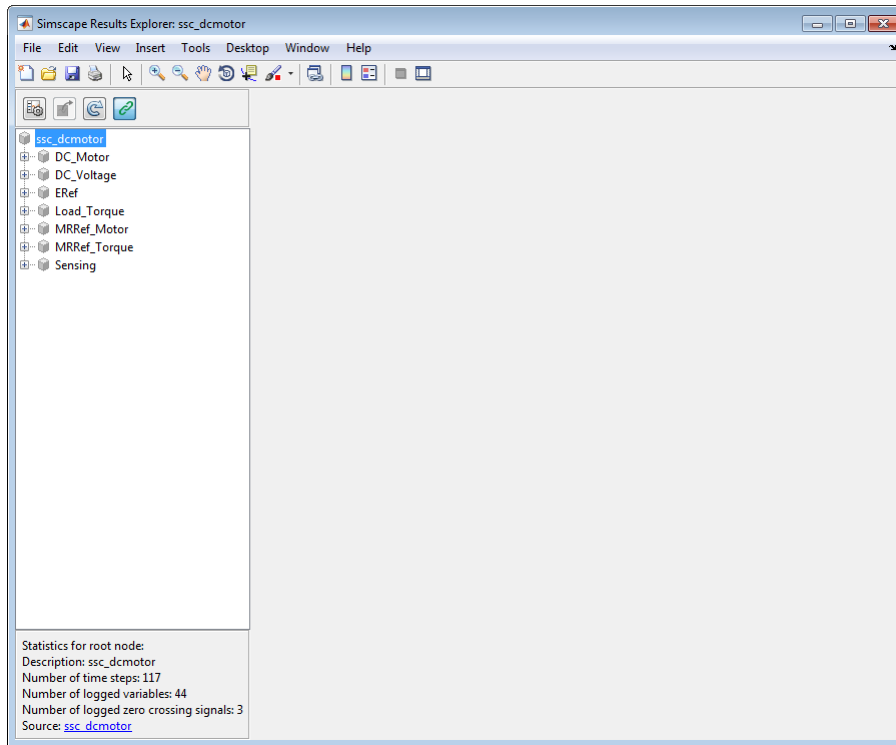 Simscape Results Explorer: ssc_dcmotor
File Edit View Insert Tools Desktop Window Help
ssc_dcmotor
DC_Motor
DC_Voltage
ERef
Load_Torque
MRRef_Motor
MRRef_Torque
Sensing
Statistics for root node:
Description: ssc_dcmotor
Number of time steps: 117
Number of logged variables: 44
Number of logged zero crossing signals: 3
Source: ssc_dcmotor